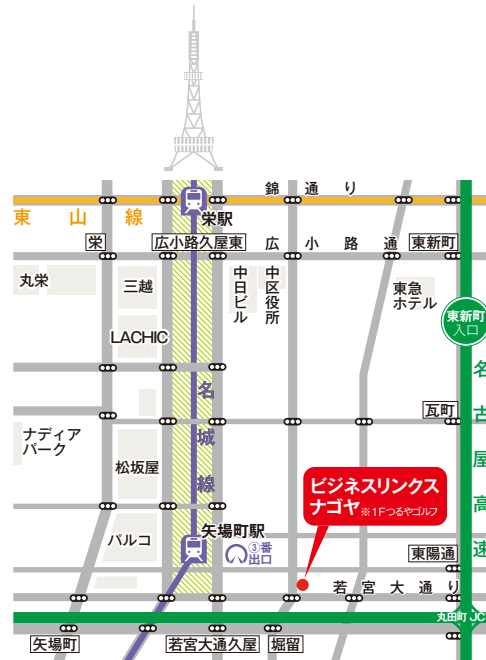 錦通り
東山線
栄駅
栄
広小路久屋東
広小路通
東新町
丸栄
三越
中日
ビル
中区役所
東急
ホテル
東新町
入口
LACHIC
名古屋高速
名城線
瓦町
ナディア
パーク
松坂屋
ビジネスリンクス
ナゴヤ ※1Fつるやゴルフ
パルコ
矢場町駅
③番
出口
東陽通
若宮大通り
丸田町JC
矢場町
若宮大通久屋
堀留